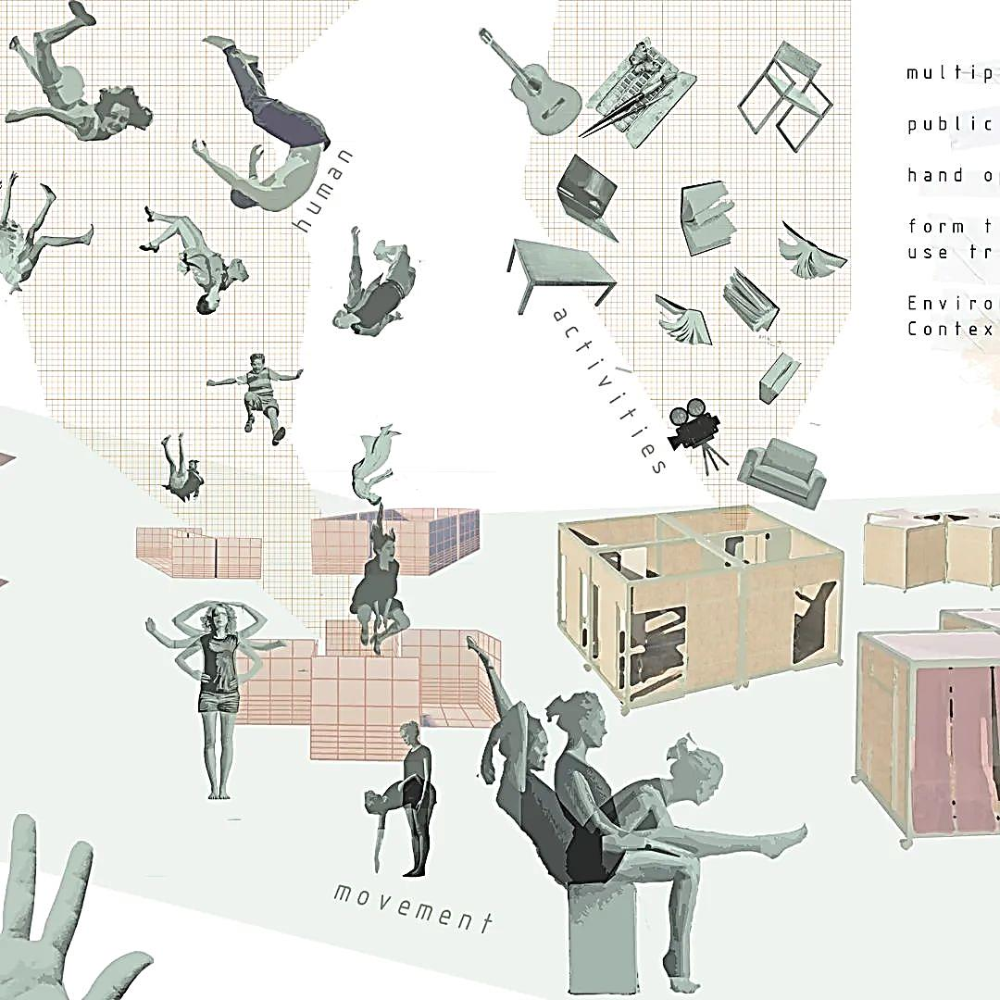 human
activities
movement
multip
public
hand o
form t
use tr
Enviro
Contex